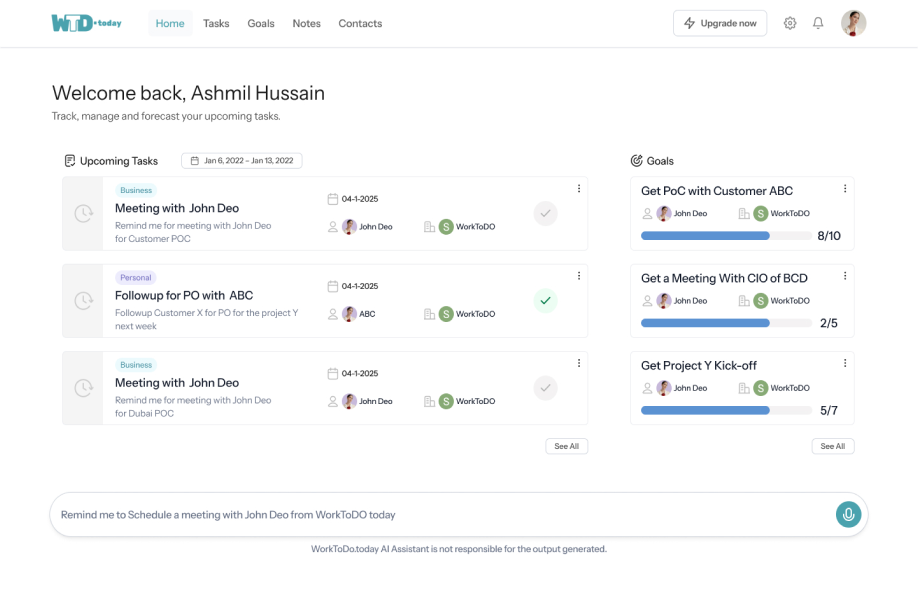 WTD•today
Home
Tasks
Goals
Notes
Contacts
Upgrade now
Welcome back, Ashmil Hussain
Track, manage and forecast your upcoming tasks.
Upcoming Tasks
Jan 6, 2022 – Jan 13, 2022
Business
Meeting with John Deo
Remind me for meeting with John Deo
for Customer POC
04-1-2025
John Deo
S WorkToDO
Personal
Followup for PO with ABC
Followup Customer X for PO for the project Y
next week
04-1-2025
ABC
S WorkToDO
Business
Meeting with John Deo
Remind me for meeting with John Deo
for Dubai POC
04-1-2025
John Deo
S WorkToDO
See All
Goals
Get PoC with Customer ABC
John Deo
S WorkToDO
8/10
Get a Meeting With CIO of BCD
John Deo
S WorkToDO
2/5
Get Project Y Kick-off
John Deo
S WorkToDO
5/7
See All
Remind me to Schedule a meeting with John Deo from WorkToDO today
WorkToDo.today AI Assistant is not responsible for the output generated.